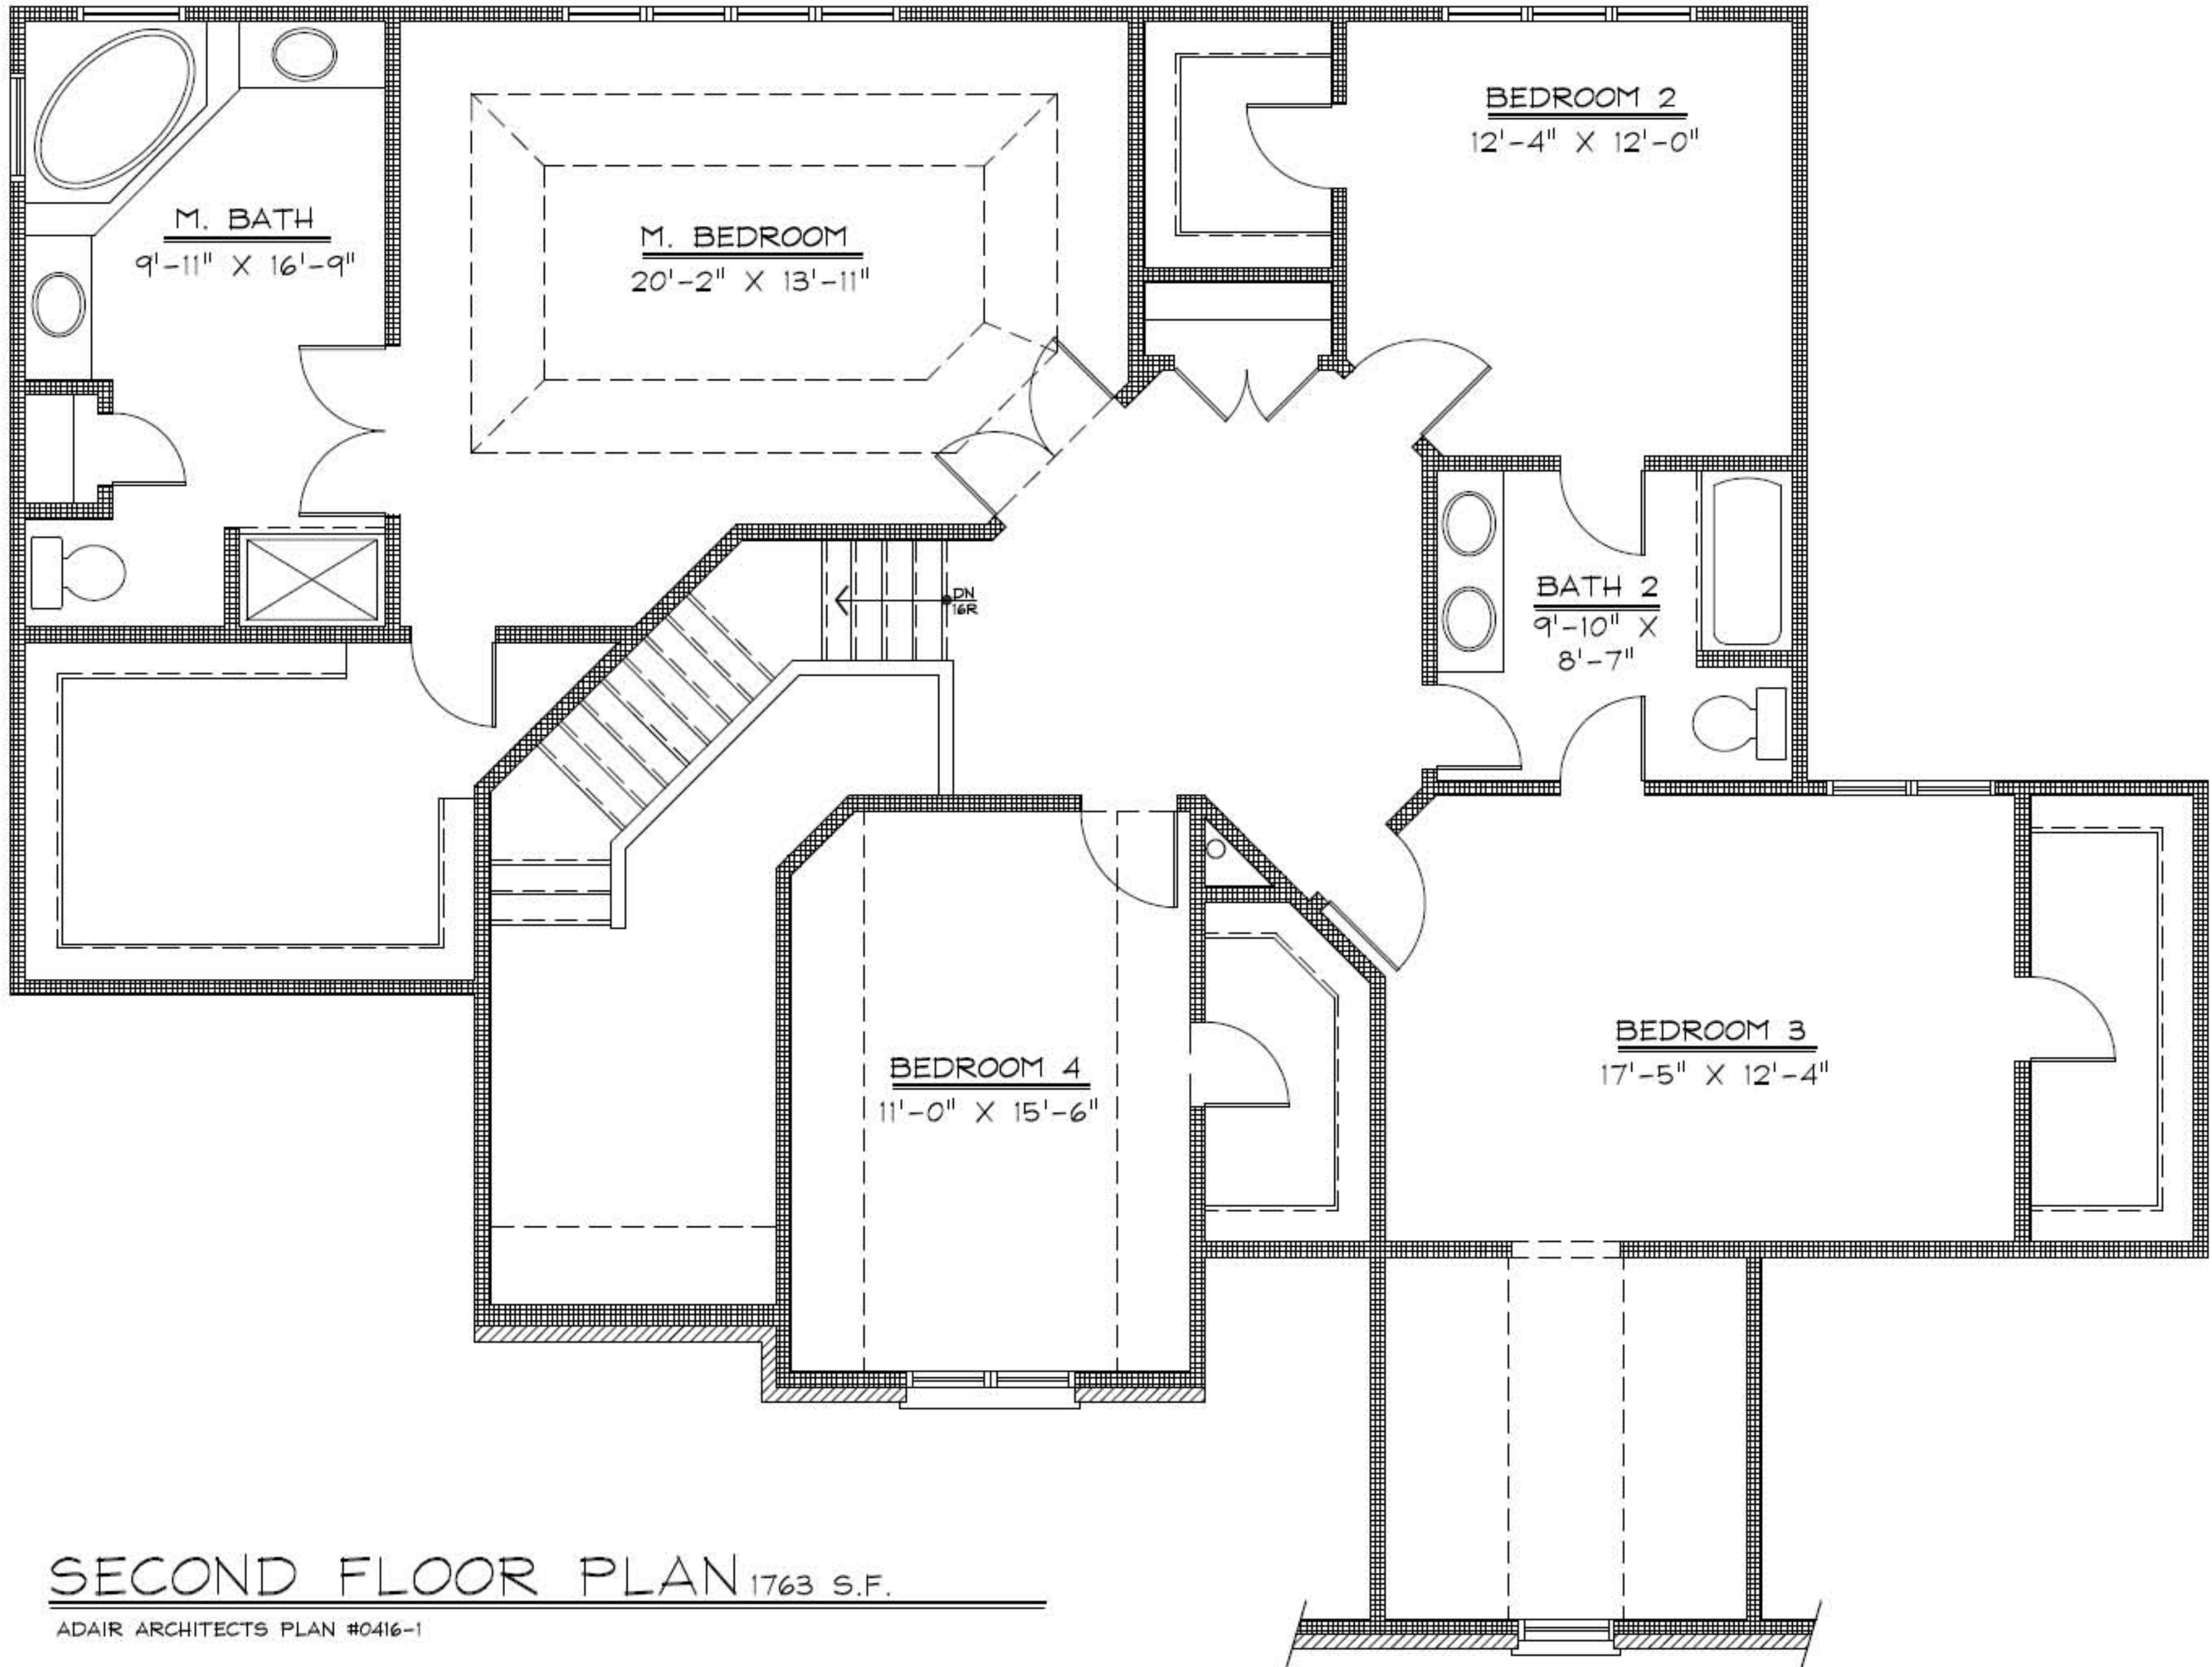 BEDROOM 2
12'-4" X 12'-0"
M. BATH
9'-11" X 16'-9"
M. BEDROOM
20'-2" X 13'-11"
DN
16R
BATH 2
9'-10" X
8'-7"
BEDROOM 3
17'-5" X 12'-4"
BEDROOM 4
11'-0" X 15'-6"
SECOND FLOOR PLAN 1763 S.F.
ADAIR ARCHITECTS PLAN #0416-1